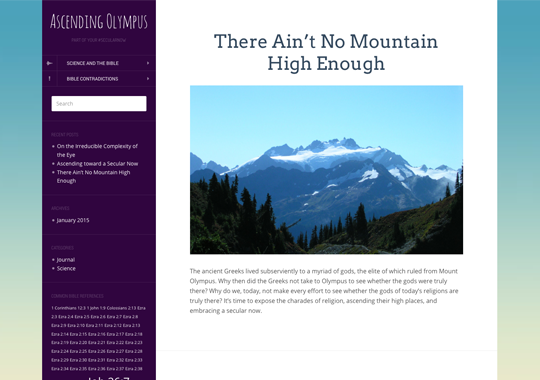 Ascending Olympus
PART OF YOUR #SECULARNOW
SCIENCE AND THE BIBLE
BIBLE CONTRADICTIONS
Search
RECENT POSTS
On the Irreducible Complexity of
the Eye
Ascending toward a Secular Now
There Ain't No Mountain High
Enough
ARCHIVES
January 2015
CATEGORIES
Journal
Science
COMMON BIBLE REFERENCES
1 Corinthians 12:3 1 John 1:9 Colossians 2:13 Ezra
2:3 Ezra 2:4 Ezra 2:5 Ezra 2:6 Ezra 2:7 Ezra 2:8
Ezra 2:9 Ezra 2:10 Ezra 2:11 Ezra 2:12 Ezra 2:13
Ezra 2:14 Ezra 2:15 Ezra 2:16 Ezra 2:17 Ezra 2:18
Ezra 2:19 Ezra 2:20 Ezra 2:21 Ezra 2:22 Ezra 2:23
Ezra 2:24 Ezra 2:25 Ezra 2:26 Ezra 2:27 Ezra 2:28
Ezra 2:29 Ezra 2:30 Ezra 2:31 Ezra 2:32 Ezra 2:33
Ezra 2:34 Ezra 2:35 Ezra 2:36 Ezra 2:37 Ezra 2:38
Job 26:7
There Ain't No Mountain
High Enough
The ancient Greeks lived subserviently to a myriad of gods, the elite of which ruled from Mount
Olympus. Why then did the Greeks not take to Olympus to see whether the gods were truly
there? Why do we, today, not make every effort to see whether the gods of today's religions are
truly there? It's time to expose the charades of religion, ascending their high places, and
embracing a secular now.